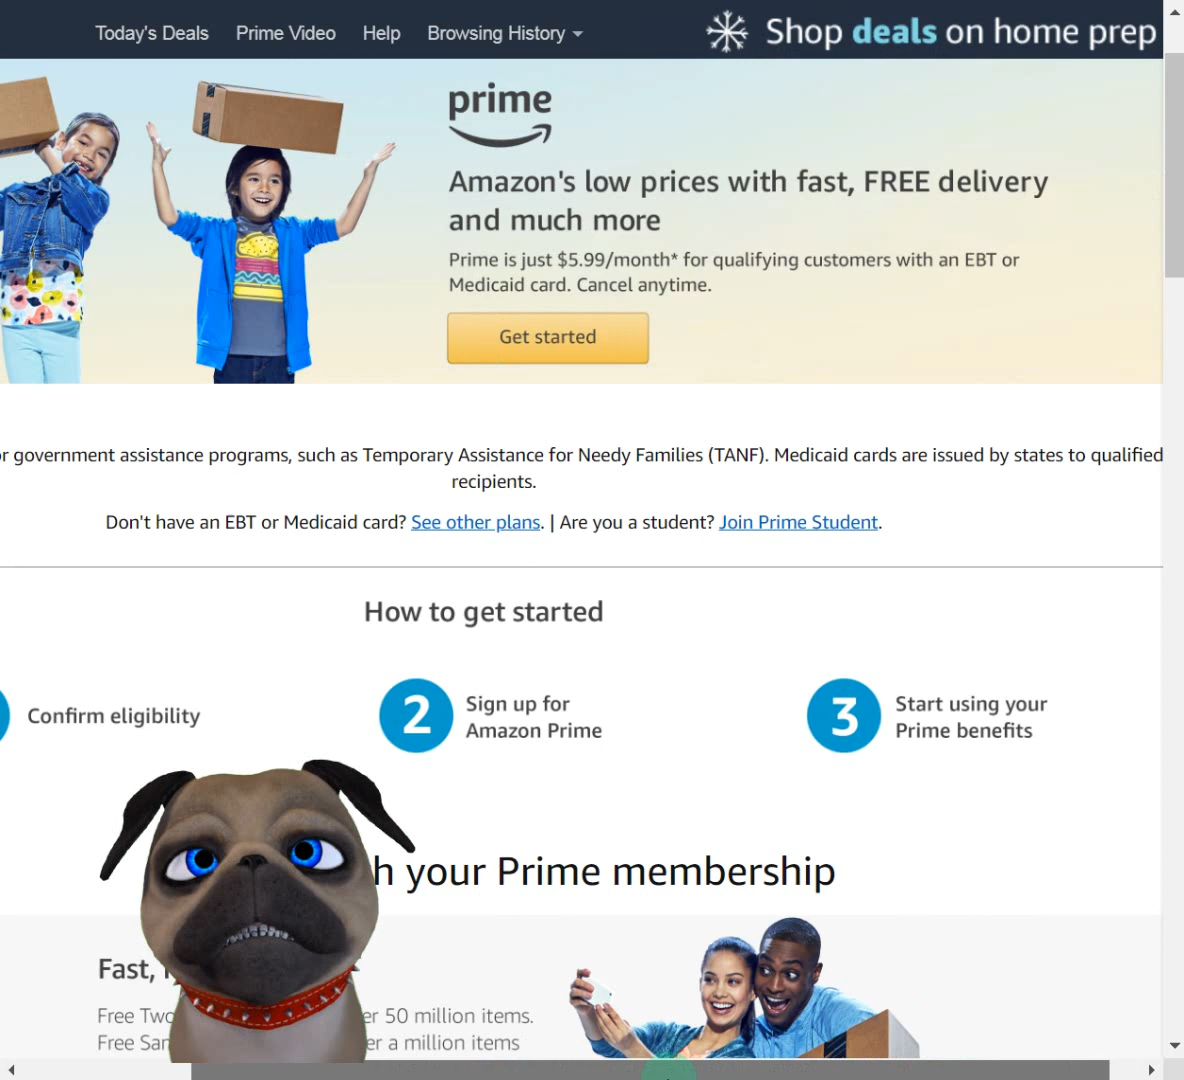 Today's Deals Prime Video Help Browsing History
Shop deals on home prep
prime
Amazon's low prices with fast, FREE delivery
and much more
Prime is just $5.99/month* for qualifying customers with an EBT or
Medicaid card. Cancel anytime.
Get started
government assistance programs, such as Temporary Assistance for Needy Families (TANF). Medicaid cards are issued by states to qualified
recipients.
Don't have an EBT or Medicaid card? See other plans. | Are you a student? Join Prime Student.
How to get started
Confirm eligibility
2
Sign up for
Amazon Prime
3
Start using your
Prime benefits
your Prime membership
Fast,
Free
50 million items.
Free
a million items